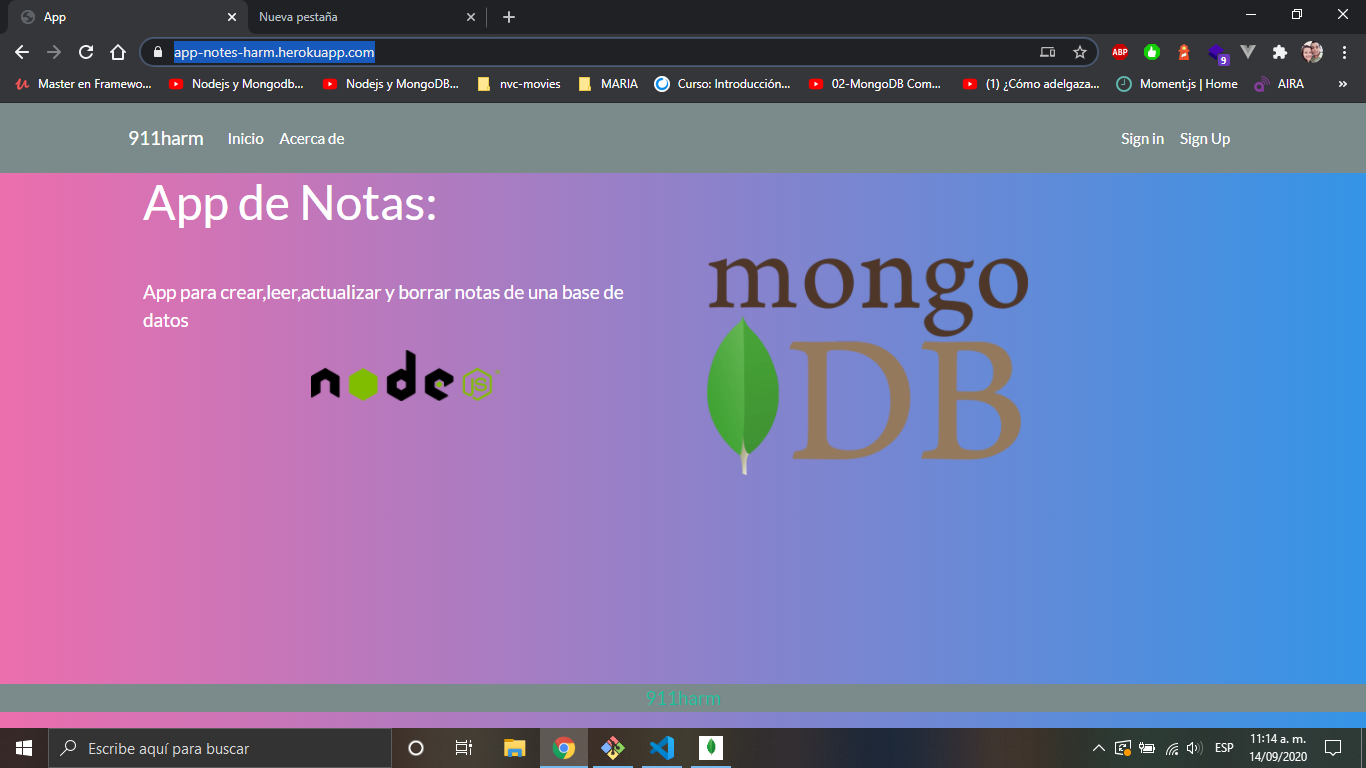 App
Nueva pestaña
app-notes-harm.herokuapp.com
ABP
9
Master en Framewo...
Nodejs y Mongodb...
Nodejs y MongoDB...
nvc-movies
MARIA
Curso: Introducción...
02-MongoDB Com...
(1) ¿Cómo adelgaza...
Moment.js | Home
AIRA
»
911harm
Inicio
Acerca de
Sign in
Sign Up
App de Notas:
App para crear,leer,actualizar y borrar notas de una base de
datos
node JS
mongo
DB
911harm
Escribe aquí para buscar
ESP
11:14 a. m.
14/09/2020